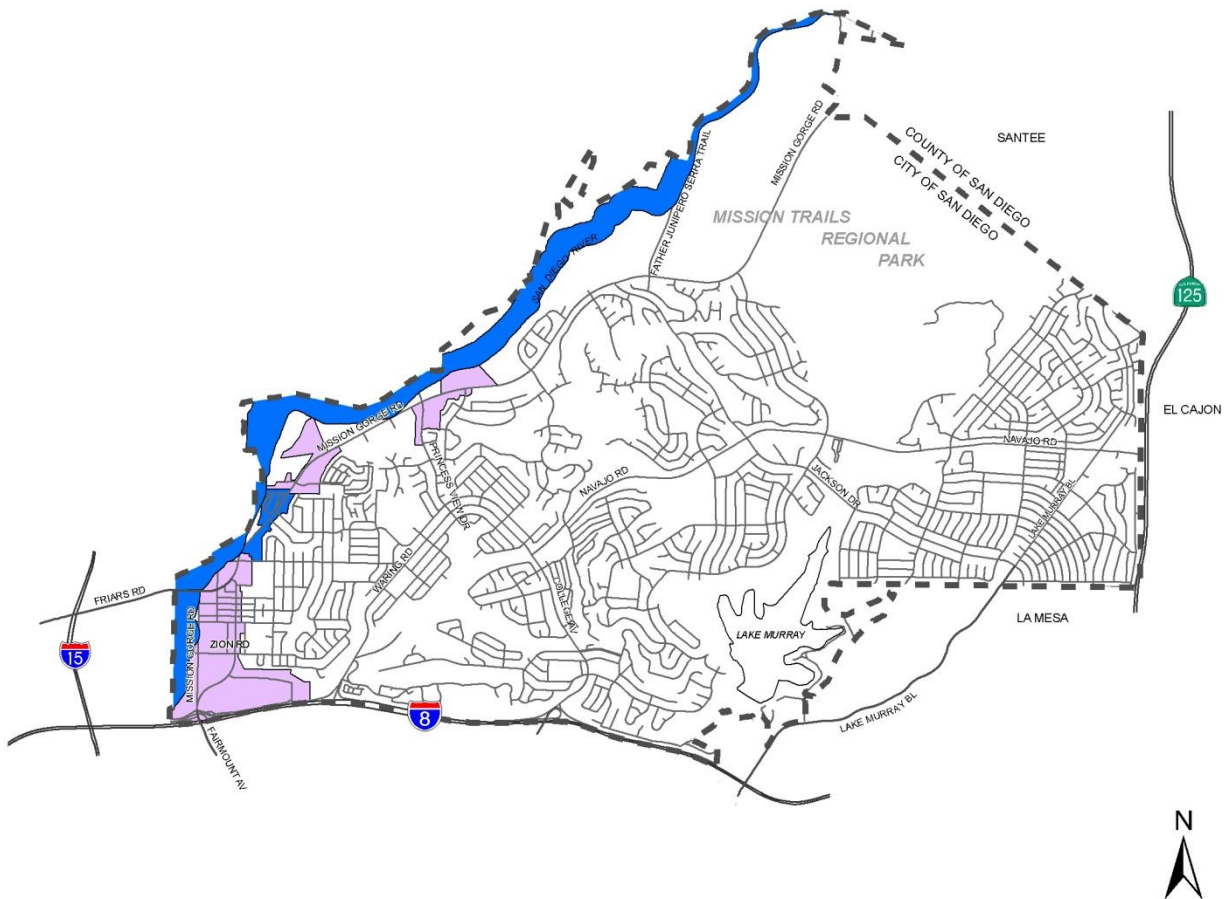 COUNTY OF SAN DIEGO
CITY OF SAN DIEGO
SANTEE
MISSION GORGE RD
FATHER JUNIPERO SERRA TRAIL
MISSION TRAILS
REGIONAL
PARK
SAN DIEGO RIVER
CALIFORNIA
125
EL CAJON
MISSION GORGE RD
PRINCESS VIEW DR
NAVAJO RD
NAVAJO RD
JACKSON DR
LAKE MURRAY BL
WARING RD
COLLEGE AV
FRIARS RD
MISSION GORGE RD
ZION RD
LAKE MURRAY
LA MESA
15
8
LAKE MURRAY BL
FAIRMOUNT AV
N